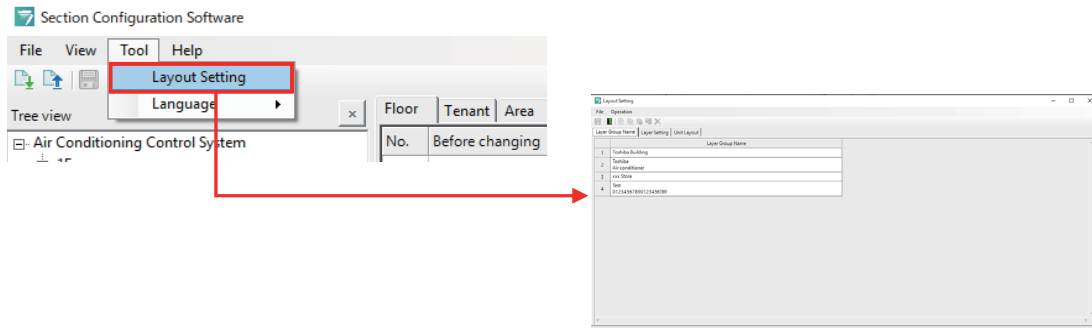 Section Configuration Software
File View Tool Help
Layout Setting
Language
Tree view
Floor Tenant Area
Air Conditioning Control System
No. Before changing
Layout Setting
File Operation
Layer Group Name Layer Setting Unit Layout
Layer Group Name
1 Toshiba Building
2 Toshiba
Air conditioner
3 xxx Store
4 Test
01234567890123456789